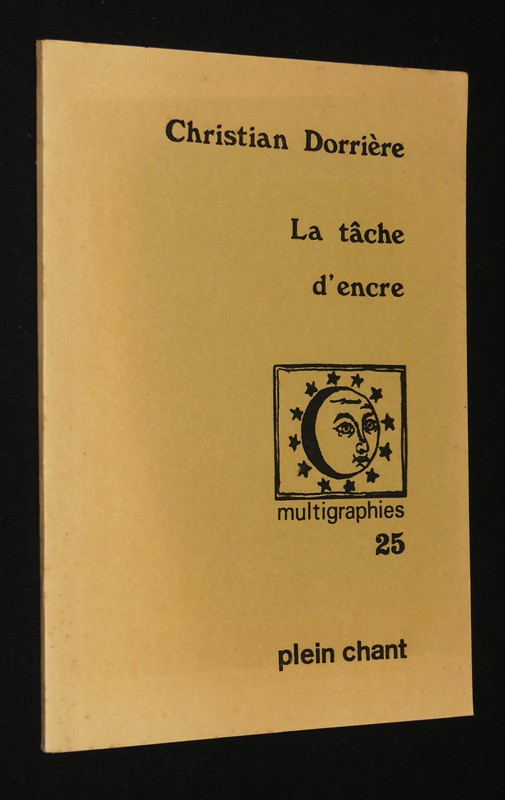 Christian Dorrière
La tâche
d'encre
multigraphies
25
plein chant